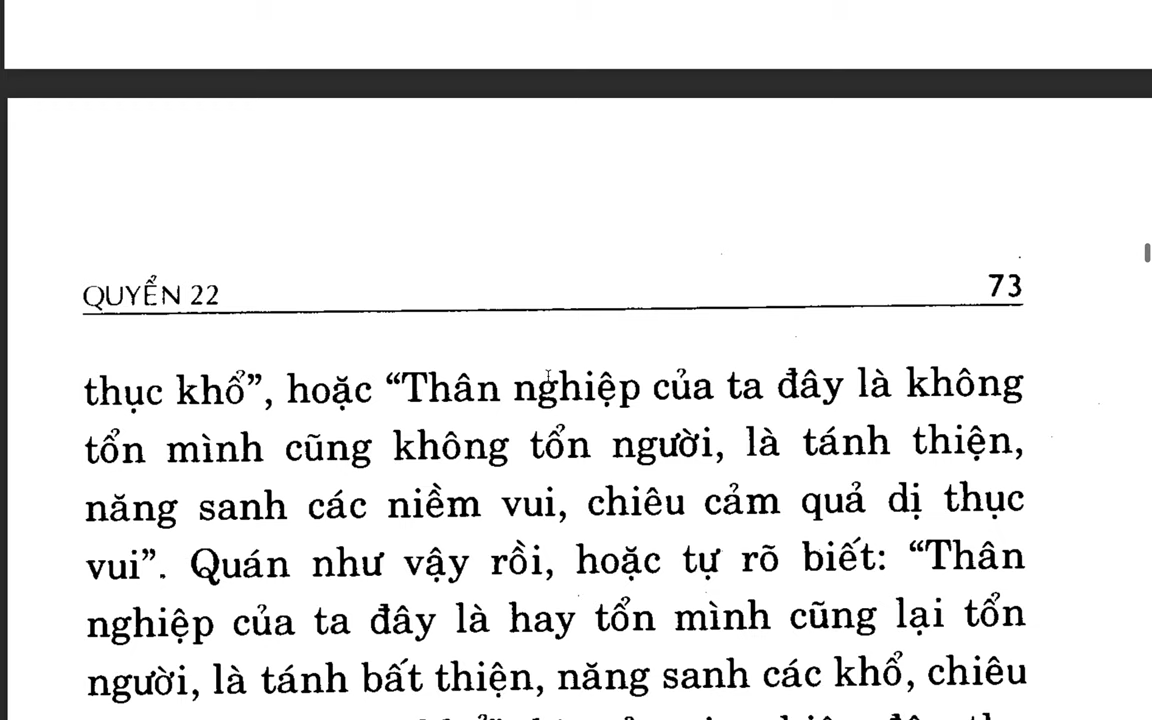 QUYỂN 22
73
thục khổ”, hoặc “Thân nghiệp của ta đây là không
tổn mình cũng không tổn người, là tánh thiện,
năng sanh các niềm vui, chiêu cảm quả dị thục
vui”. Quán như vậy rồi, hoặc tự rõ biết: “Thân
nghiệp của ta đây là hay tổn mình cũng lại tổn
người, là tánh bất thiện, năng sanh các khổ, chiêu